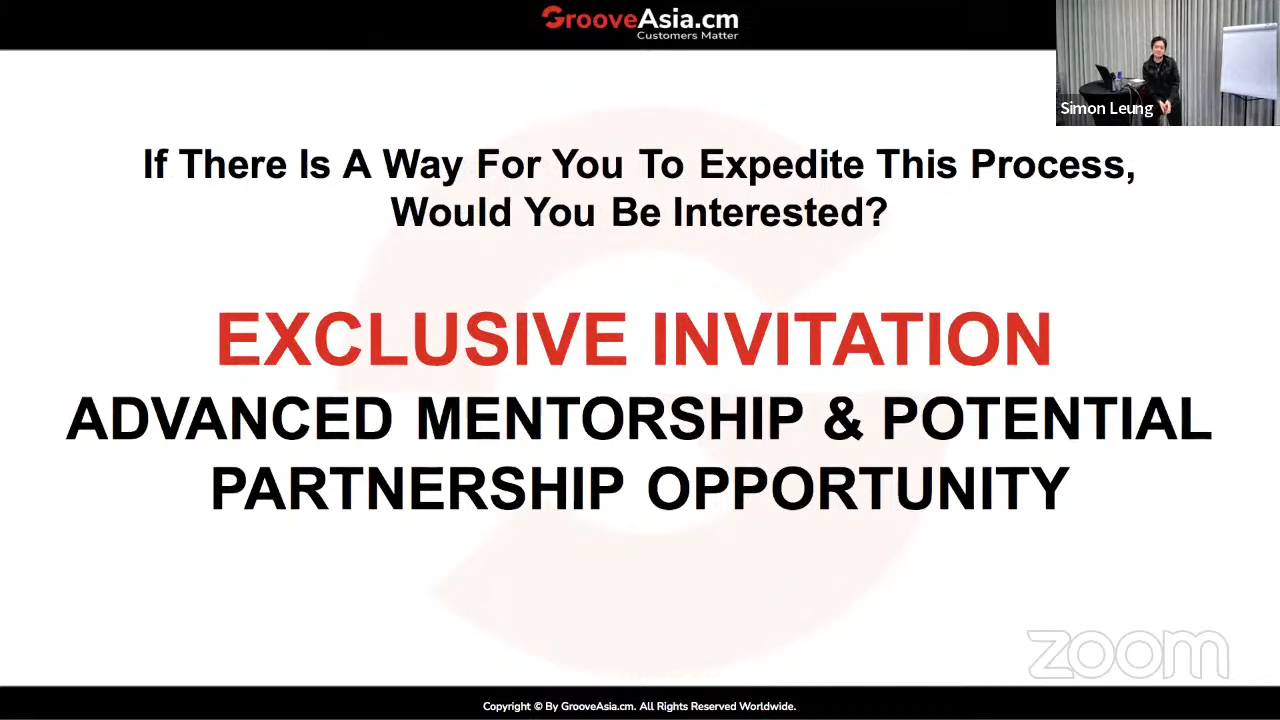 GrooveAsia.cm
Customers Matter
Simon Leung
If There Is A Way For You To Expedite This Process,
Would You Be Interested?
EXCLUSIVE INVITATION
ADVANCED MENTORSHIP & POTENTIAL
PARTNERSHIP OPPORTUNITY
zoom
Copyright © By GrooveAsia.cm. All Rights Reserved Worldwide.